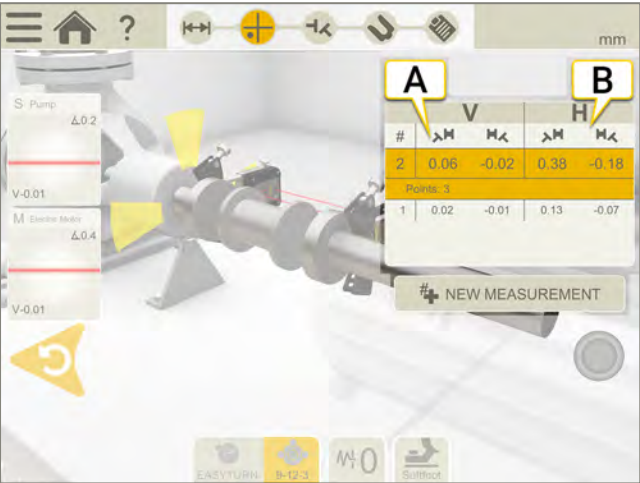 ?
mm
A
B
S Pump
∡0.2
V-0.01
M Electric Motor
∡0.4
V-0.01
V H
#
2 0.06 -0.02 0.38 -0.18
Points: 3
1 0.02 -0.01 0.13 -0.07
# NEW MEASUREMENT
EASYTURN
9-12-3
0
Softfoot